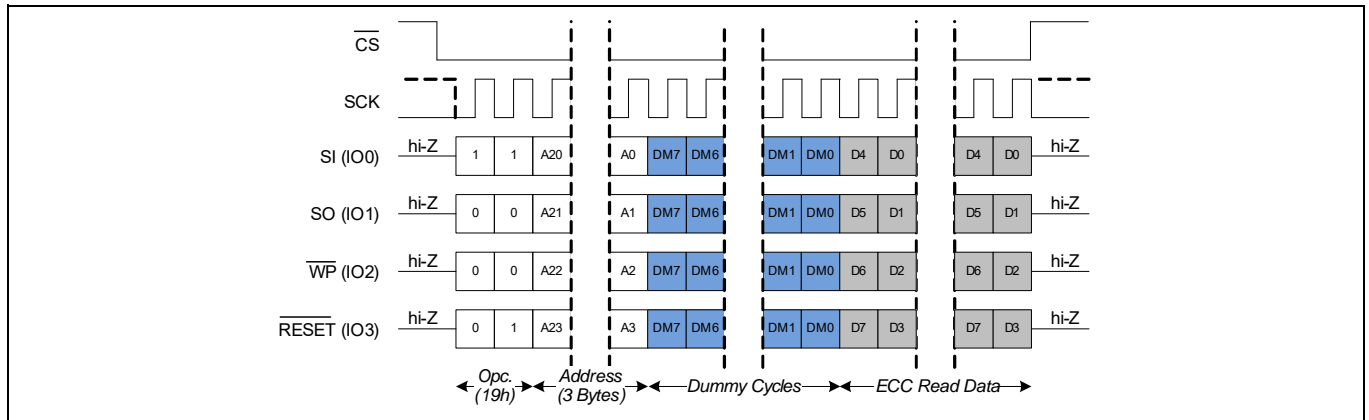 CS
SCK
SI (IO0) hi-Z 1 1 A20 A0 DM7 DM6 DM1 DM0 D4 D0 D4 D0 hi-Z
SO (IO1) hi-Z 0 0 A21 A1 DM7 DM6 DM1 DM0 D5 D1 D5 D1 hi-Z
WP (IO2) hi-Z 0 0 A22 A2 DM7 DM6 DM1 DM0 D6 D2 D6 D2 hi-Z
RESET (IO3) hi-Z 0 1 A23 A3 DM7 DM6 DM1 DM0 D7 D3 D7 D3 hi-Z
Opc. Address Dummy Cycles ECC Read Data
(19h) (3 Bytes)